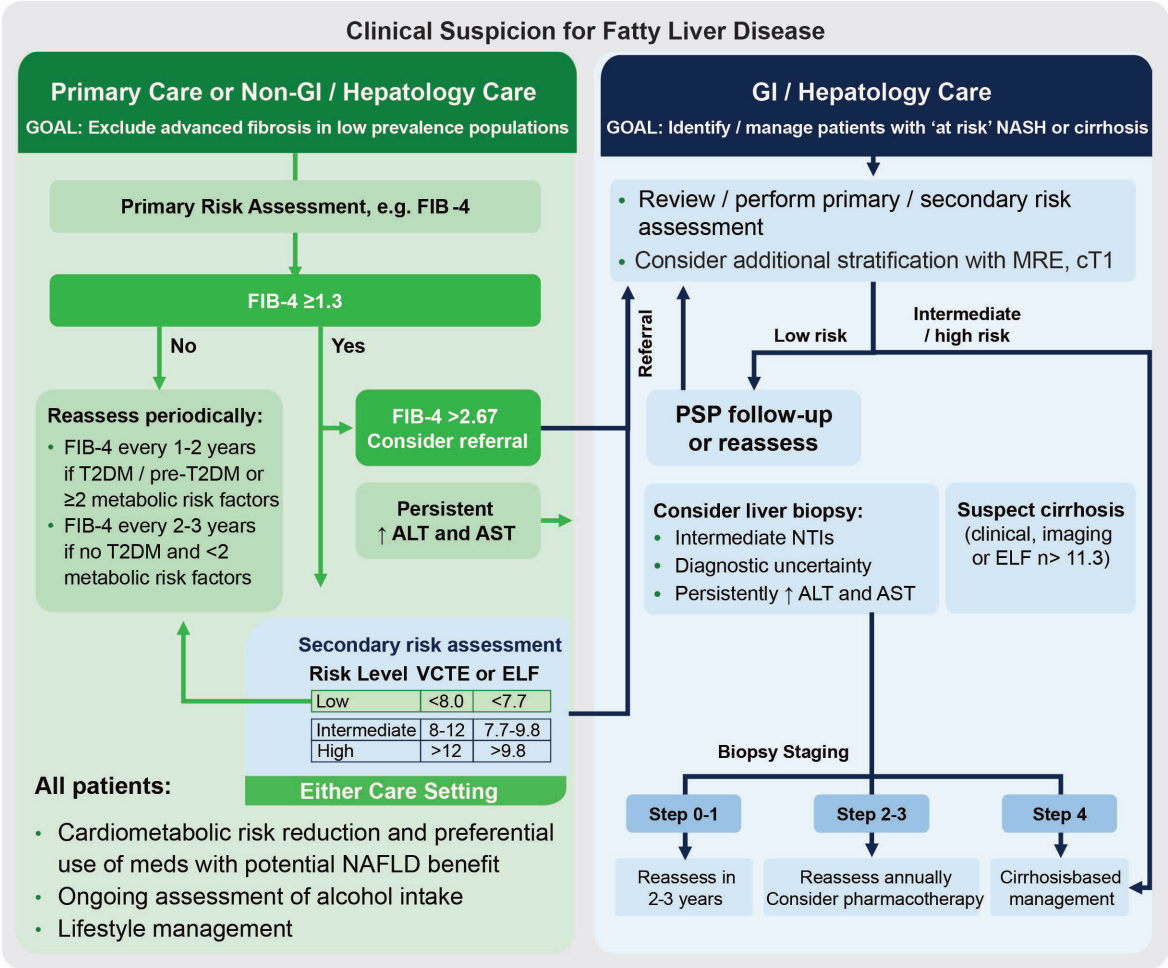 Clinical Suspicion for Fatty Liver Disease
Primary Care or Non-GI / Hepatology Care
GOAL: Exclude advanced fibrosis in low prevalence populations
Primary Risk Assessment, e.g. FIB-4
FIB-4 ≥1.3
No
Yes
Reassess periodically:
• FIB-4 every 1-2 years
if T2DM / pre-T2DM or
≥2 metabolic risk factors
• FIB-4 every 2-3 years
if no T2DM and <2
metabolic risk factors
FIB-4 >2.67
Consider referral
Persistent
↑ ALT and AST
Secondary risk assessment
Risk Level VCTE or ELF
Low <8.0 <7.7
Intermediate 8-12 7.7-9.8
High >12 >9.8
Either Care Setting
All patients:
• Cardiometabolic risk reduction and preferential
use of meds with potential NAFLD benefit
• Ongoing assessment of alcohol intake
• Lifestyle management
GI / Hepatology Care
GOAL: Identify / manage patients with ‘at risk’ NASH or cirrhosis
• Review / perform primary / secondary risk
assessment
• Consider additional stratification with MRE, cT1
Referral
Low risk
Intermediate
/ high risk
PSP follow-up
or reassess
Consider liver biopsy:
• Intermediate NTIs
• Diagnostic uncertainty
• Persistently ↑ ALT and AST
Suspect cirrhosis
(clinical, imaging
or ELF n> 11.3)
Biopsy Staging
Step 0-1
Step 2-3
Step 4
Reassess in
2-3 years
Reassess annually
Consider pharmacotherapy
Cirrhosisbased
management